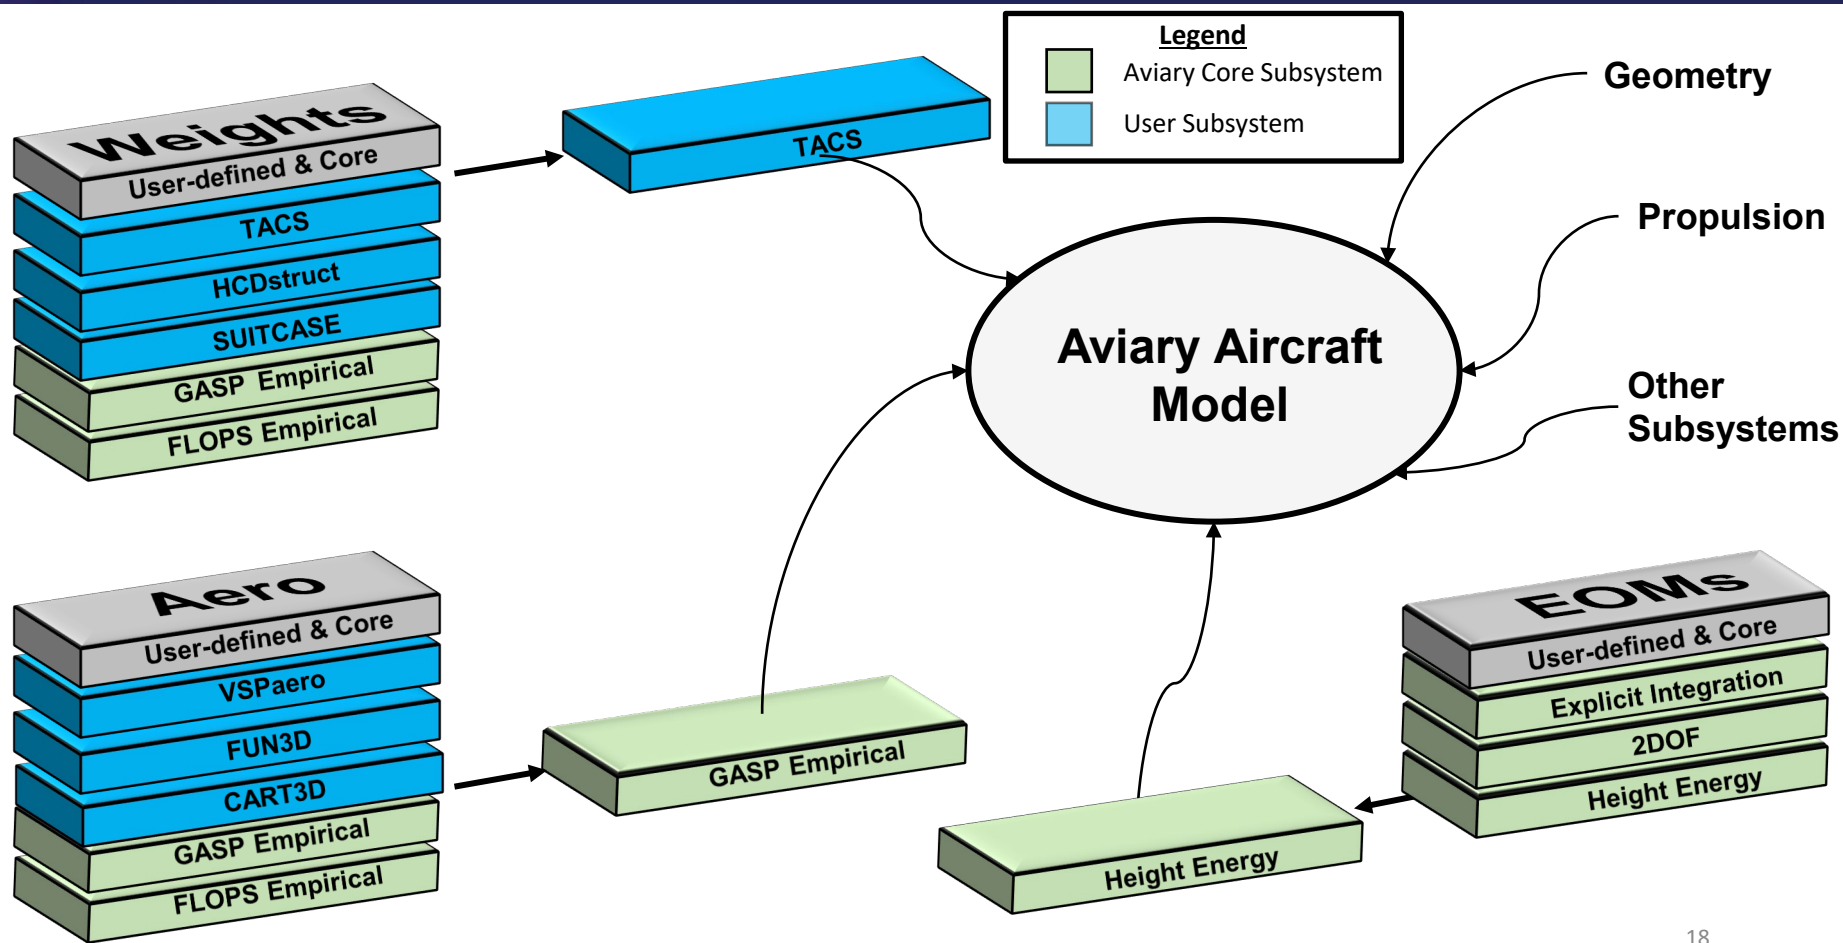 Legend
Aviary Core Subsystem
User Subsystem
Weights
User-defined & Core
TACS
HCDstruct
SUITCASE
GASP Empirical
FLOPS Empirical
TACS
Geometry
Propulsion
Other
Subsystems
Aviary Aircraft
Model
Aero
User-defined & Core
VSPaero
FUN3D
CART3D
GASP Empirical
FLOPS Empirical
GASP Empirical
Height Energy
EOMs
User-defined & Core
Explicit Integration
2DOF
Height Energy
18